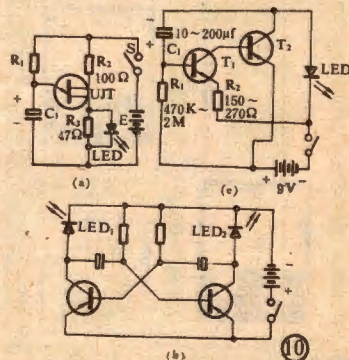 R₁
C₁
+
−
R₂
100Ω
UJT
R₃
47Ω
LED
S
E
(a)
−
+
10～200μf
C₁
T₁
T₂
R₁
470K～
2M
R₂
150～
270Ω
LED
+
9V
−
(c)
LED₁
LED₂
−
+
(b)
⑩